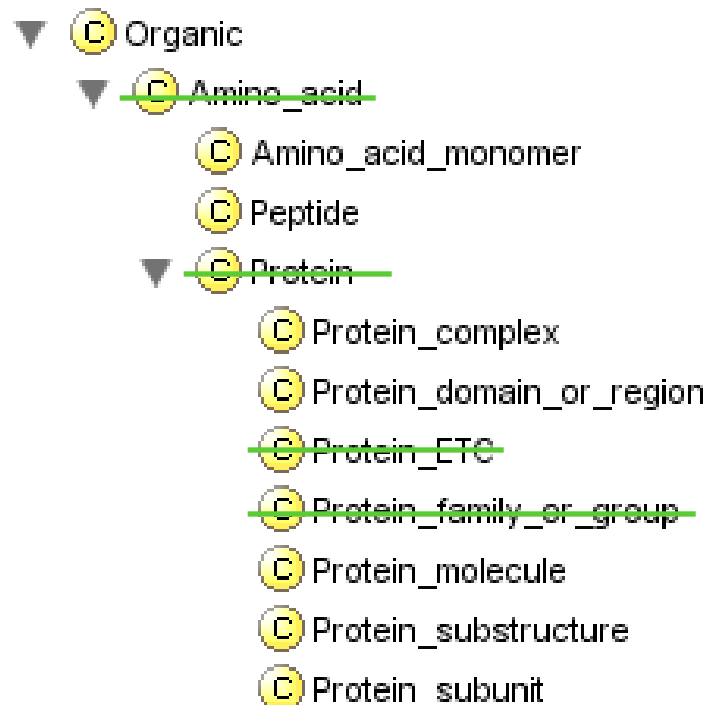 C Organic
C Amino_acid
C Amino_acid_monomer
C Peptide
C Protein
C Protein_complex
C Protein_domain_or_region
C Protein_ETC
C Protein_family_or_group
C Protein_molecule
C Protein_substructure
C Protein_subunit